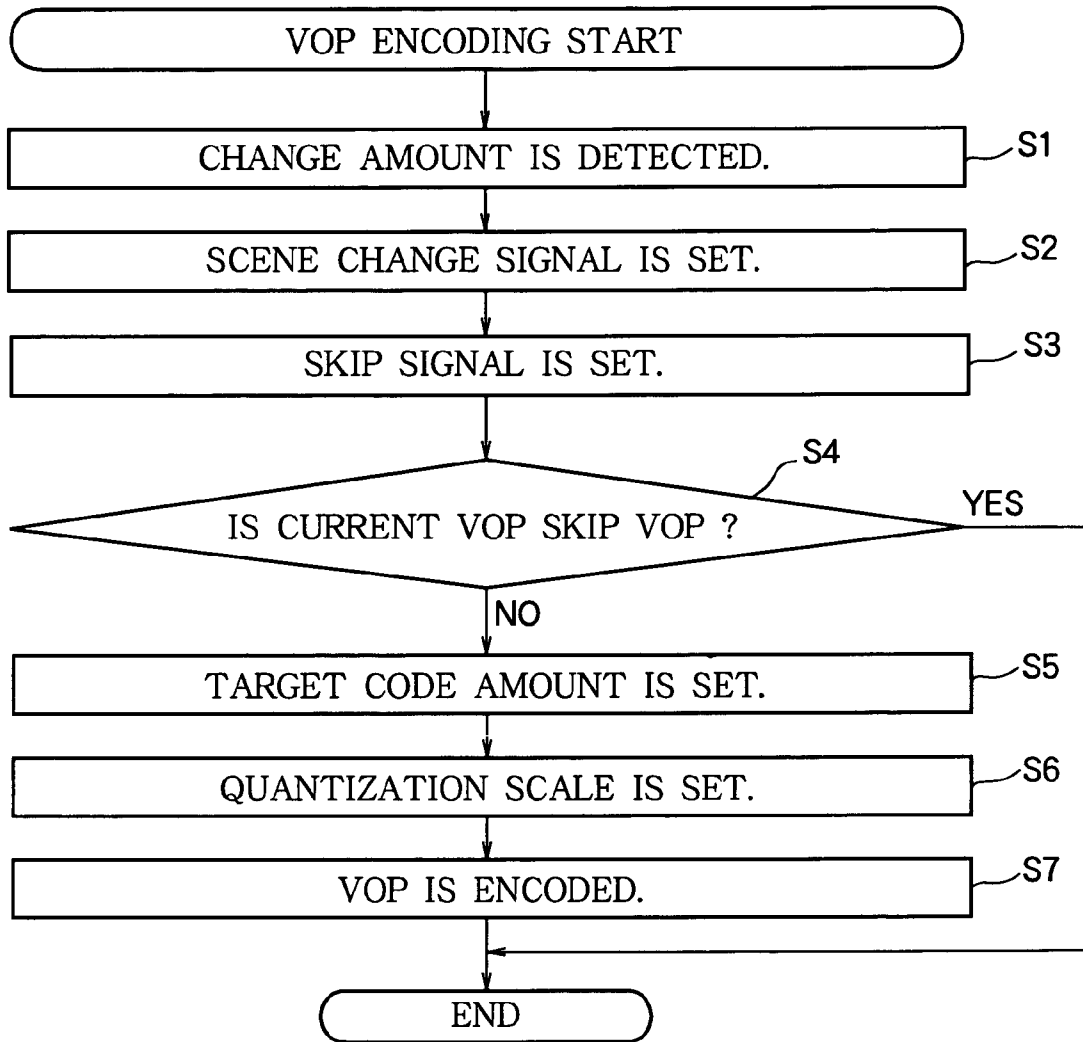 VOP ENCODING START
CHANGE AMOUNT IS DETECTED.
S1
SCENE CHANGE SIGNAL IS SET.
S2
SKIP SIGNAL IS SET.
S3
S4
IS CURRENT VOP SKIP VOP ?
YES
NO
TARGET CODE AMOUNT IS SET.
S5
QUANTIZATION SCALE IS SET.
S6
VOP IS ENCODED.
S7
END